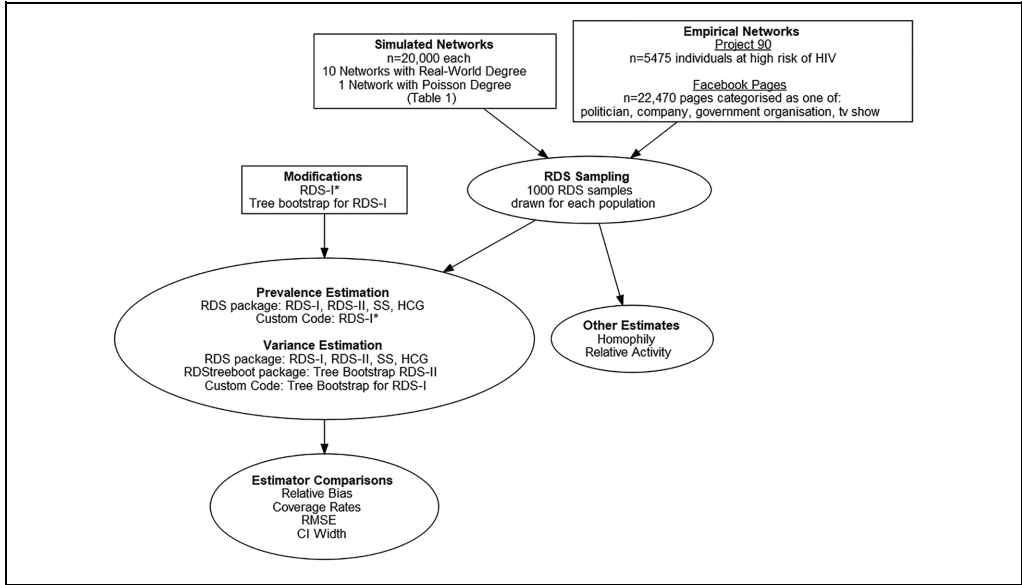 Simulated Networks
n=20,000 each
10 Networks with Real-World Degree
1 Network with Poisson Degree
(Table 1)
Empirical Networks
Project 90
n=5475 individuals at high risk of HIV
Facebook Pages
n=22,470 pages categorised as one of:
politician, company, government organisation, tv show
Modifications
RDS-I*
Tree bootstrap for RDS-I
RDS Sampling
1000 RDS samples
drawn for each population
Prevalence Estimation
RDS package: RDS-I, RDS-II, SS, HCG
Custom Code: RDS-I*
Variance Estimation
RDS package: RDS-I, RDS-II, SS, HCG
RDStreeboot package: Tree Bootstrap RDS-II
Custom Code: Tree Bootstrap for RDS-I
Other Estimates
Homophily
Relative Activity
Estimator Comparisons
Relative Bias
Coverage Rates
RMSE
CI Width